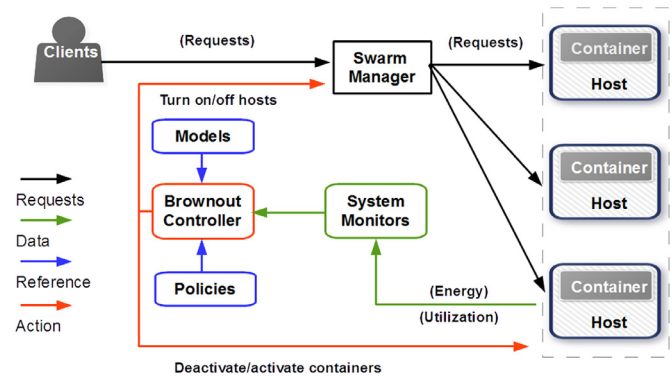 Clients
(Requests)
Swarm
Manager
(Requests)
Container
Host
Turn on/off hosts
Models
Container
Host
Requests
Data
Reference
Action
Brownout
Controller
System
Monitors
Policies
(Energy)
(Utilization)
Container
Host
Deactivate/activate containers